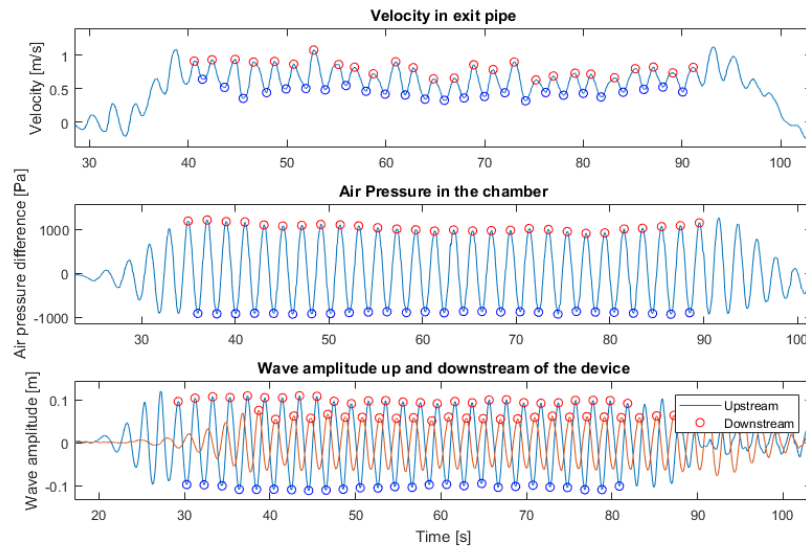 Velocity in exit pipe
Velocity [m/s]
1
0.5
0
30 40 50 60 70 80 90 100
Air Pressure in the chamber
Air pressure difference [Pa]
1000
0
-1000
30 40 50 60 70 80 90 100
Wave amplitude up and downstream of the device
Wave amplitude [m]
0.1
0
-0.1
Upstream
Downstream
20 30 40 50 60 70 80 90 100
Time [s]